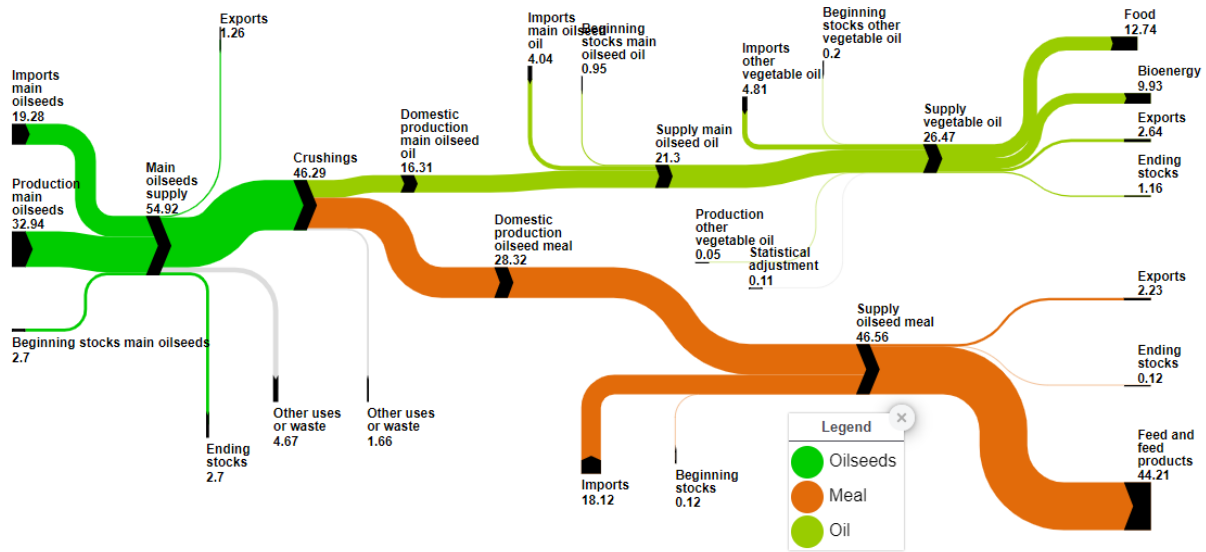 Exports
1.26
Imports
main
oilseeds
19.28
Production
main
oilseeds
32.94
Main
oilseeds
supply
54.92
Beginning stocks main oilseeds
2.7
Ending
stocks
2.7
Other uses
or waste
4.67
Other uses
or waste
1.66
Crushings
46.29
Domestic
production
main oilseed
oil
16.31
Imports
main oilseed
oil
4.04
Beginning
stocks main
oilseed oil
0.95
Supply main
oilseed oil
21.3
Imports
other
vegetable oil
4.81
Beginning
stocks other
vegetable oil
0.2
Production
other
vegetable oil
0.05
Statistical
adjustment
0.11
Supply
vegetable oil
26.47
Food
12.74
Bioenergy
9.93
Exports
2.64
Ending
stocks
1.16
Domestic
production
oilseed meal
28.32
Imports
18.12
Beginning
stocks
0.12
Supply
oilseed meal
46.56
Exports
2.23
Ending
stocks
0.12
Feed and
feed
products
44.21
Legend
Oilseeds
Meal
Oil